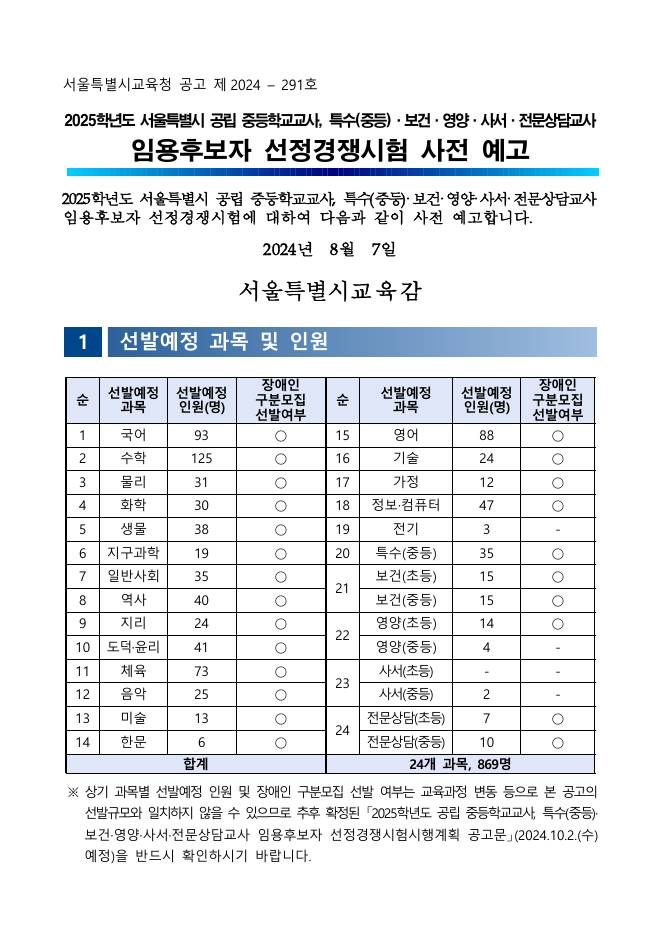 서울특별시교육청 공고 제 2024 – 291호
2025학년도 서울특별시 공립 중등학교교사, 특수(중등)·보건·영양·사서·전문상담교사
임용후보자 선정경쟁시험 사전 예고
2025학년도 서울특별시 공립 중등학교교사, 특수(중등)·보건·영양·사서·전문상담교사
임용후보자 선정경쟁시험에 대하여 다음과 같이 사전 예고합니다.
2024년 8월 7일
서울특별시교육감
1 선발예정 과목 및 인원
순 선발예정 과목 선발예정 인원(명) 장애인 구분모집 선발여부 순 선발예정 과목 선발예정 인원(명) 장애인 구분모집 선발여부
1 국어 93 ○ 15 영어 88 ○
2 수학 125 ○ 16 기술 24 ○
3 물리 31 ○ 17 가정 12 ○
4 화학 30 ○ 18 정보·컴퓨터 47 ○
5 생물 38 ○ 19 전기 3 -
6 지구과학 19 ○ 20 특수(중등) 35 ○
7 일반사회 35 ○ 21 보건(초등) 15 ○
8 역사 40 ○ 보건(중등) 15 ○
9 지리 24 ○ 22 영양(초등) 14 ○
10 도덕·윤리 41 ○ 영양(중등) 4 -
11 체육 73 ○ 23 사서(초등) - -
12 음악 25 ○ 사서(중등) 2 -
13 미술 13 ○ 24 전문상담(초등) 7 ○
14 한문 6 ○ 전문상담(중등) 10 ○
합계 24개 과목, 869명
※ 상기 과목별 선발예정 인원 및 장애인 구분모집 선발 여부는 교육과정 변동 등으로 본 공고의
선발규모와 일치하지 않을 수 있으므로 추후 확정된 「2025학년도 공립 중등학교교사, 특수(중등)·
보건·영양·사서·전문상담교사 임용후보자 선정경쟁시험시행계획 공고문」(2024.10.2.(수)
예정)을 반드시 확인하시기 바랍니다.